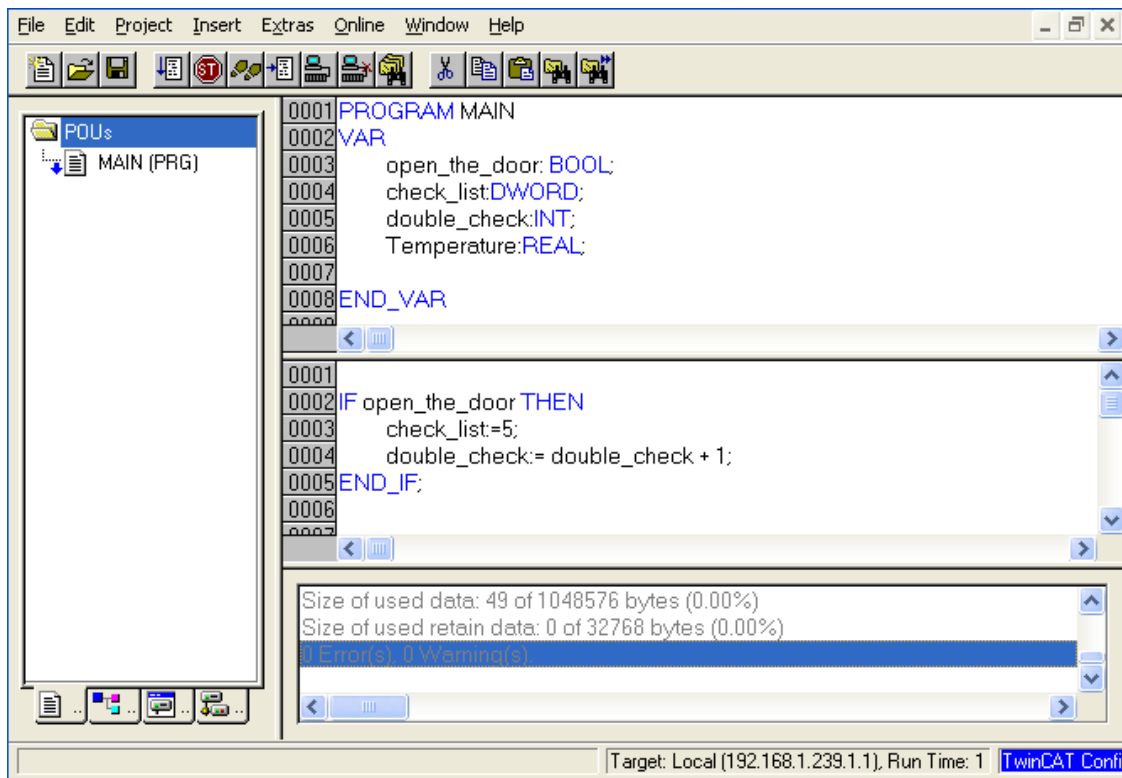 File Edit Project Insert Extras Online Window Help
ST
POUs
MAIN (PRG)
0001 PROGRAM MAIN
0002 VAR
0003 open_the_door: BOOL;
0004 check_list:DWORD;
0005 double_check:INT;
0006 Temperature:REAL;
0007
0008 END_VAR
0001
0002 IF open_the_door THEN
0003 check_list:=5;
0004 double_check:= double_check + 1;
0005 END_IF;
0006
Size of used data: 49 of 1048576 bytes (0.00%)
Size of used retain data: 0 of 32768 bytes (0.00%)
0 Error(s), 0 Warning(s).
.. .. .. ..
Target: Local (192.168.1.239.1.1), Run Time: 1 TwinCAT Confi